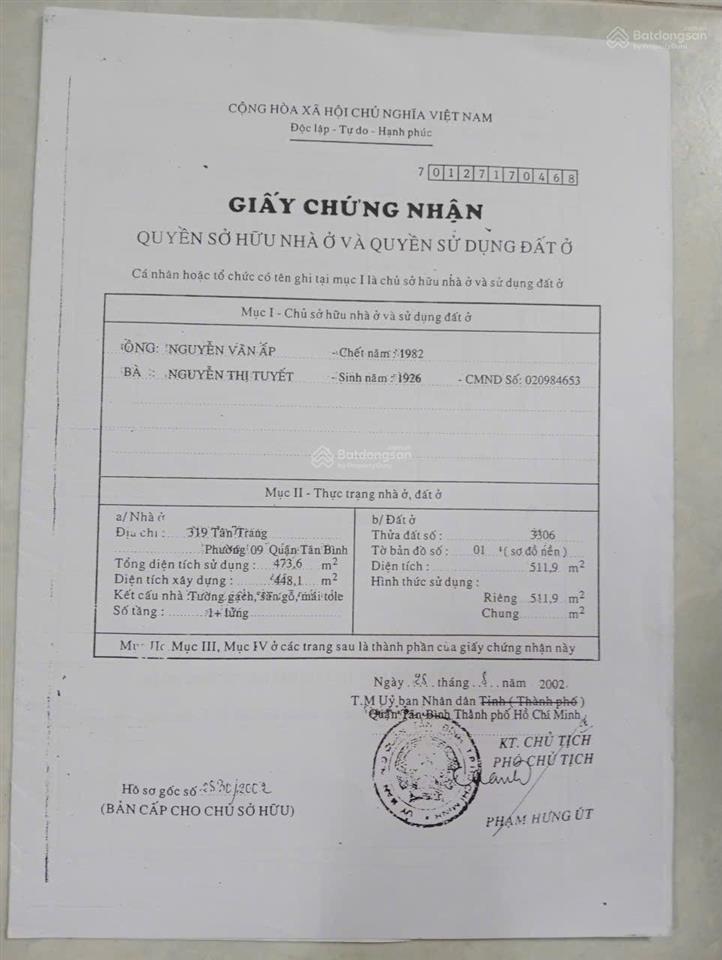 Batdongsan
by PropertyGuru
CỘNG HÒA XÃ HỘI CHỦ NGHĨA VIỆT NAM
Độc lập - Tự do - Hạnh phúc
7 0 1 2 7 1 7 0 4 6 8
GIẤY CHỨNG NHẬN
QUYỀN SỞ HỮU NHÀ Ở VÀ QUYỀN SỬ DỤNG ĐẤT Ở
Cá nhân hoặc tổ chức có tên ghi tại mục I là chủ sở hữu nhà ở và sử dụng đất ở
Mục I - Chủ sở hữu nhà ở và sử dụng đất ở
ÔNG: NGUYỄN VĂN ẤP - Chết năm : 1982
BÀ : NGUYỄN THỊ TUYẾT - Sinh năm : 1926 - CMND Số: 020984653
Batdongsan
by PropertyGuru
Mục II - Thực trạng nhà ở, đất ở
a/ Nhà ở
Địa chỉ : 319 Tân Trang
Phường 09 Quận Tân Bình
Tổng diện tích sử dụng : 473,6 m2
Diện tích xây dựng : 448,1 m2
Kết cấu nhà : Tường gạch, sàn gỗ, mái tole
Số tầng : 1+ lửng
b/ Đất ở
Thửa đất số : 3306
Tờ bản đồ số : 01 (sơ đồ nền)
Diện tích : 511,9 m2
Hình thức sử dụng :
Riêng 511,9 m2
Chung m2
Mục III, Mục IV ở các trang sau là thành phần của giấy chứng nhận này
Ngày tháng năm 2002
T.M Uỷ ban Nhân dân Tỉnh ( Thành phố )
Quận Tân Bình Thành phố Hồ Chí Minh
KT. CHỦ TỊCH
PHÓ CHỦ TỊCH
PHẠM HƯNG ÚT
Hồ sơ gốc số /2002
(BẢN CẤP CHO CHỦ SỞ HỮU)